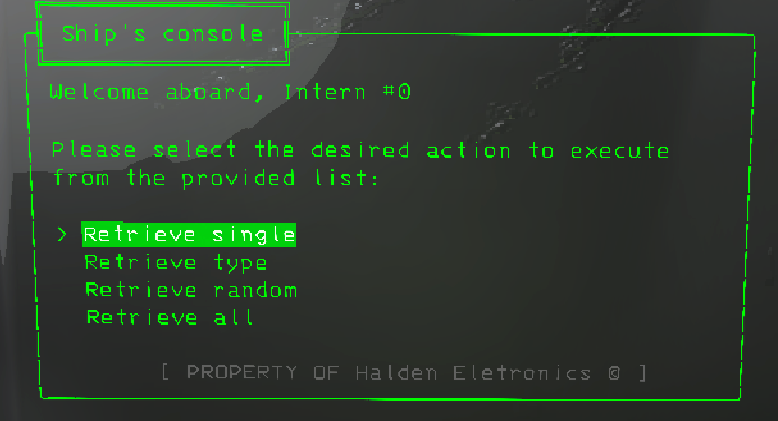 Ship's console
Welcome aboard, Intern #0
Please select the desired action to execute
from the provided list:
> Retrieve single
Retrieve type
Retrieve random
Retrieve all
[ PROPERTY OF Halden Eletronics © ]